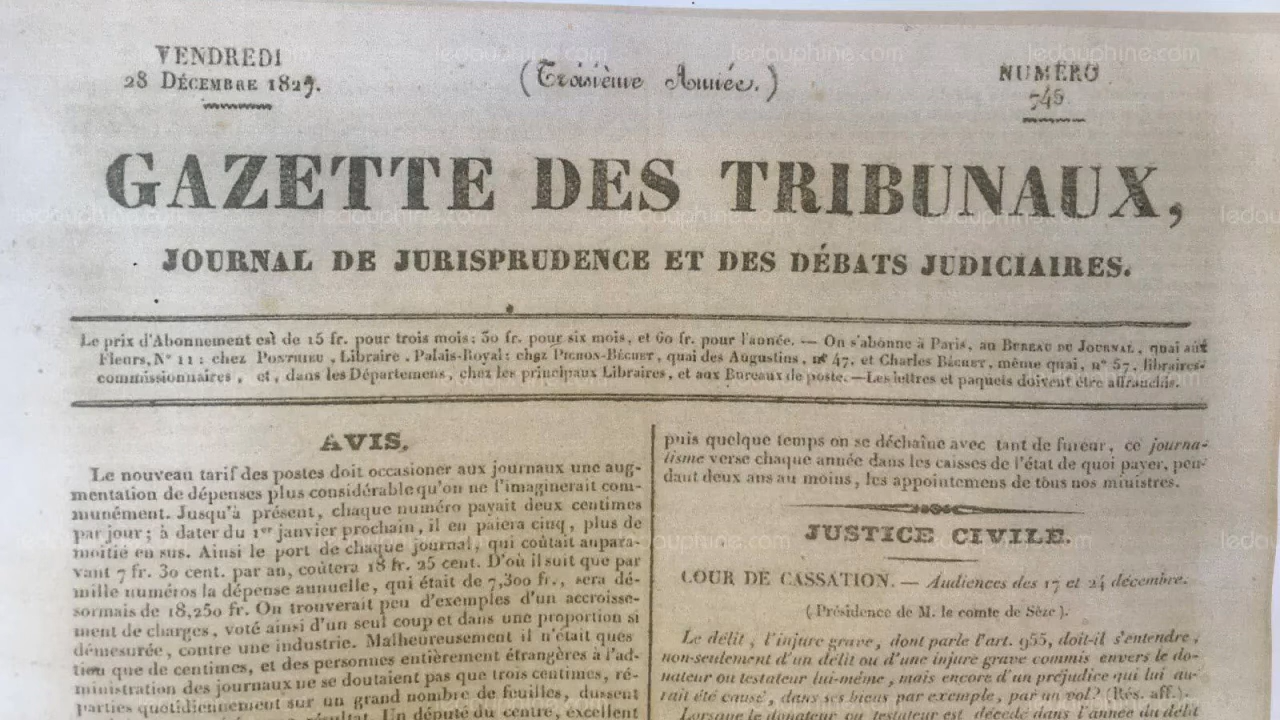 VENDREDI
28 DÉCEMBRE 1827.
(Troisième Année.)
NUMÉRO
745
GAZETTE DES TRIBUNAUX,
JOURNAL DE JURISPRUDENCE ET DES DÉBATS JUDICIAIRES.
Le prix d'Abonnement est de 15 fr. pour trois mois; 30 fr. pour six mois, et 60 fr. pour l'année. — On s'abonne à Paris, au BUREAU DU JOURNAL, quai aux
Fleurs, N° 11; chez PONTHIEU, Libraire, Palais-Royal; chez PICHON-BÉCHET, quai des Augustins, n° 47, et Charles BÉCHET, même quai, n° 57, libraires-
commissionnaires, et, dans les Départemens, chez les principaux Libraires, et aux Bureaux de poste.—Les lettres et paquets doivent être affranchis.
AVIS.
Le nouveau tarif des postes doit occasioner aux journaux une aug-
mentation de dépenses plus considérable qu'on ne l'imaginerait com-
munément. Jusqu'à présent, chaque numéro payait deux centimes
par jour; à dater du 1er janvier prochain, il en paiera cinq, plus de
moitié en sus. Ainsi le port de chaque journal, qui coûtait aupara-
vant 7 fr. 30 cent. par an, coûtera 18 fr. 25 cent. D'où il suit que par
mille numéros la dépense annuelle, qui était de 7,300 fr., sera dé-
sormais de 18,250 fr. On trouverait peu d'exemples d'un accroisse-
ment de charges, voté ainsi d'un seul coup et dans une proportion si
démesurée, contre une industrie. Malheureusement il n'était ques
tion que de centimes, et des personnes entièrement étrangères à l'ad-
ministration des journaux ne se doutaient pas que trois centimes, ré-
parties quotidiennement sur un grand nombre de feuilles, dussent
résultat. Un député du centre, excellent
puis quelque temps on se déchaîne avec tant de fureur, ce journa-
lisme verse chaque année dans les caisses de l'état de quoi payer, pen-
dant deux ans au moins, les appointemens de tous nos ministres.
JUSTICE CIVILE.
COUR DE CASSATION. — Audiences des 17 et 24 décembre.
(Présidence de M. le comte de Sèze).
Le délit, l'injure grave, dont parle l'art. 955, doit-il s'entendre,
non-seulement d'un délit ou d'une injure grave commis envers le do-
nateur ou testateur lui-même, mais encore d'un préjudice qui lui au-
rait été causé, dans ses biens par exemple, par un vol? (Rés. aff.).
Lorsque le donateur ou testateur est décédé dans l'année du délit